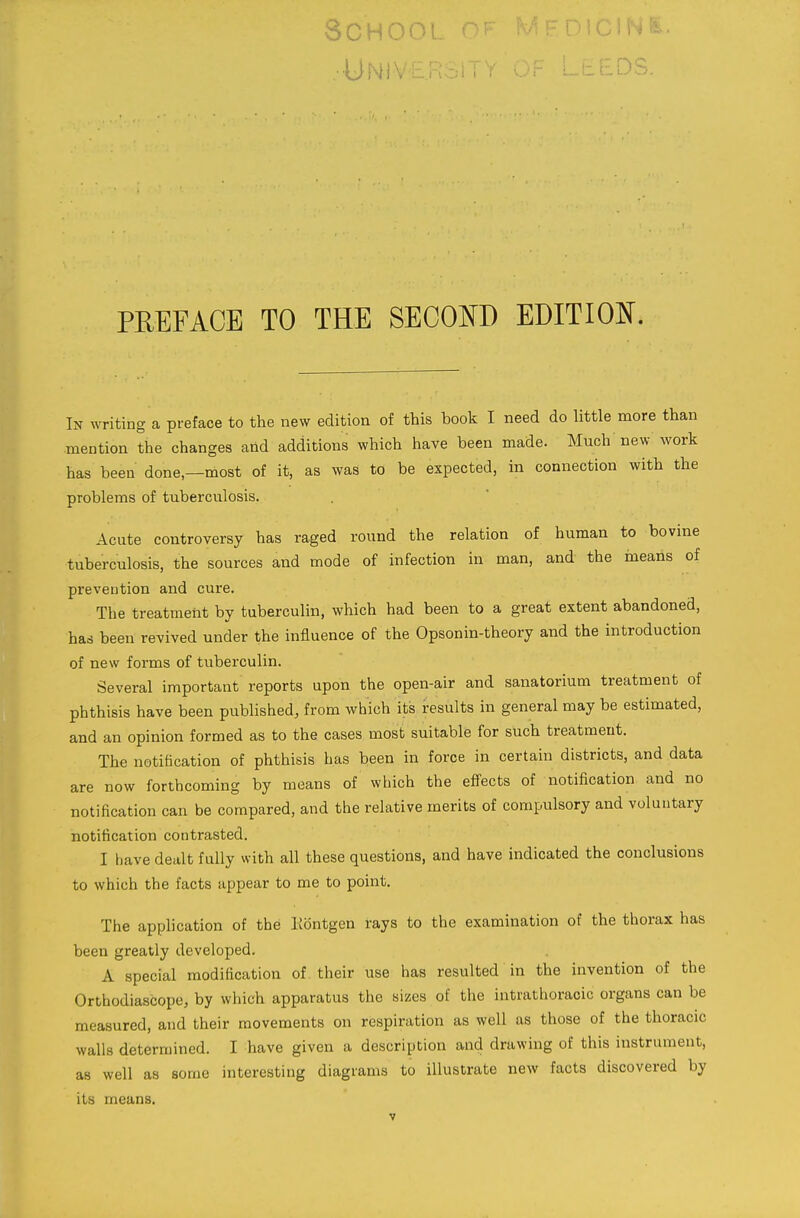 SCHOOL OF MEDICINE.
UNIVERSITY OF LEEDS.
PREFACE TO THE SECOND EDITION.
In writing a preface to the new edition of this book I need do little more than
mention the changes and additions which have been made. Much new work
has been done,—most of it, as was to be expected, in connection with the
problems of tuberculosis.
Acute controversy has raged round the relation of human to bovine
tuberculosis, the sources and mode of infection in man, and the means of
prevention and cure.
The treatment by tuberculin, which had been to a great extent abandoned,
has been revived under the influence of the Opsonin-theory and the introduction
of new forms of tuberculin.
Several important reports upon the open-air and sanatorium treatment of
phthisis have been published, from which its results in general may be estimated,
and an opinion formed as to the cases most suitable for such treatment.
The notification of phthisis has been in force in certain districts, and data
are now forthcoming by means of which the effects of notification and no
notification can be compared, and the relative merits of compulsory and voluntary
notification contrasted.
I have dealt fully with all these questions, and have indicated the conclusions
to which the facts appear to me to point.
The application of the Röntgen rays to the examination of the thorax has
been greatly developed.
A special modification of their use has resulted in the invention of the
Orthodiascope, by which apparatus the sizes of the intrathoracic organs can be
measured, and their movements on respiration as well as those of the thoracic
walls determined. I have given a description and drawing of this instrument,
as well as some interesting diagrams to illustrate new facts discovered by
its means.
v